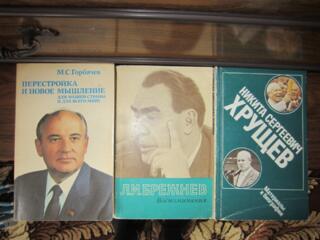 М.С.Горбачев
ПЕРЕСТРОЙКА
И НОВОЕ МЫШЛЕНИЕ
ДЛЯ НАШЕЙ СТРАНЫ
И ДЛЯ ВСЕГО МИРА
Л.И.БРЕЖНЕВ
Воспоминания
НИКИТА СЕРГЕЕВИЧ
ХРУЩЕВ
Материалы
к биографии